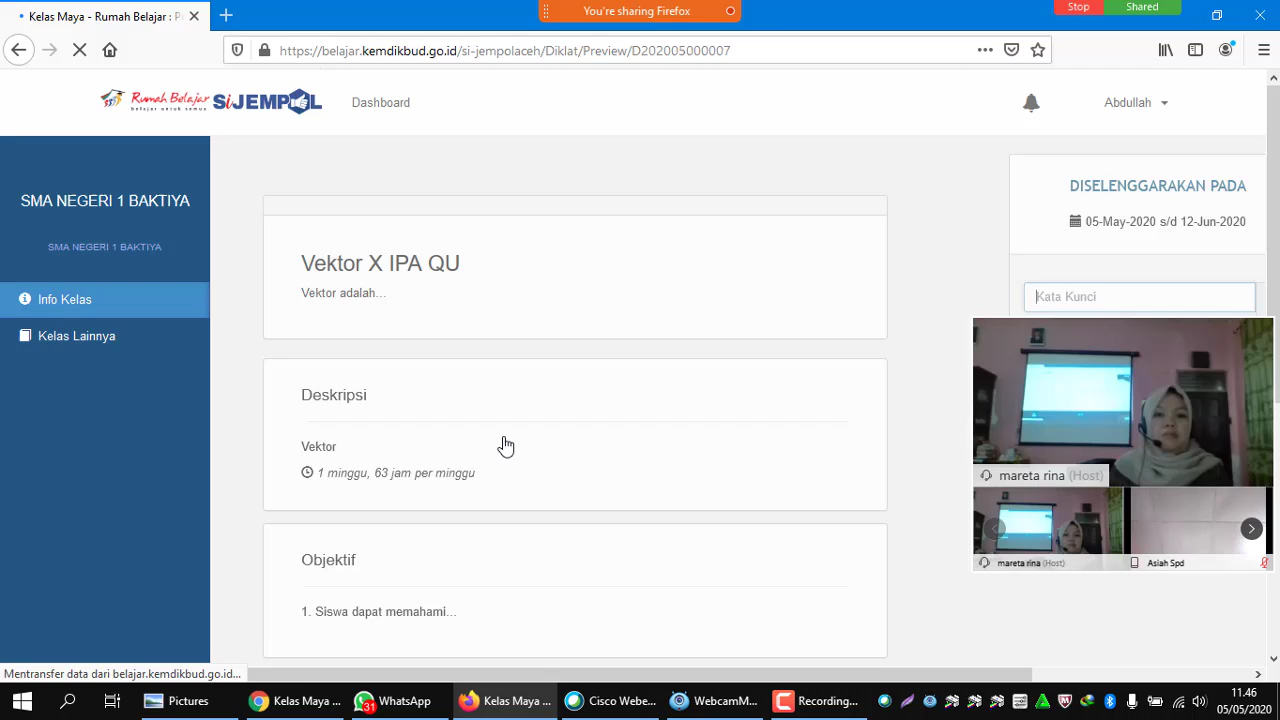 Kelas Maya - Rumah Belajar : P
You're sharing Firefox
Stop
Shared
https://belajar.kemdikbud.go.id/si-jempolaceh/Diklat/Preview/D202005000007
Rumah Belajar
belajar untuk semua
SiJEMPOL
Dashboard
Abdullah
SMA NEGERI 1 BAKTIYA
SMA NEGERI 1 BAKTIYA
Info Kelas
Kelas Lainnya
Vektor X IPA QU
Vektor adalah...
Deskripsi
Vektor
1 minggu, 63 jam per minggu
Objektif
1. Siswa dapat memahami...
DISELENGGARAKAN PADA
05-May-2020 s/d 12-Jun-2020
Kata Kunci
mareta rina (Host)
mareta rina (Host)
Asiah Spd
Mentransfer data dari belajar.kemdikbud.go.id...
Pictures
Kelas Maya ...
31
WhatsApp
Kelas Maya ...
Cisco Webe...
WebcamM...
Recording...
11.46
05/05/2020